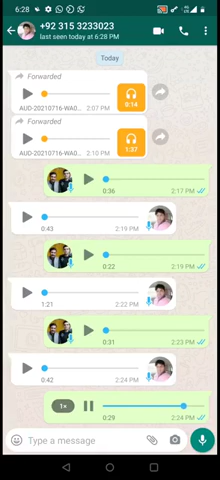 6:28
+92 315 3233023
last seen today at 6:28 PM
Today
Forwarded
0:14
AUD-20210716-WA0... 2:07 PM
Forwarded
1:37
AUD-20210716-WA0... 2:10 PM
0:36 2:17 PM
0:43 2:19 PM
0:22 2:19 PM
1:21 2:22 PM
0:31 2:23 PM
0:42 2:24 PM
1×
0:29 2:24 PM
Type a message